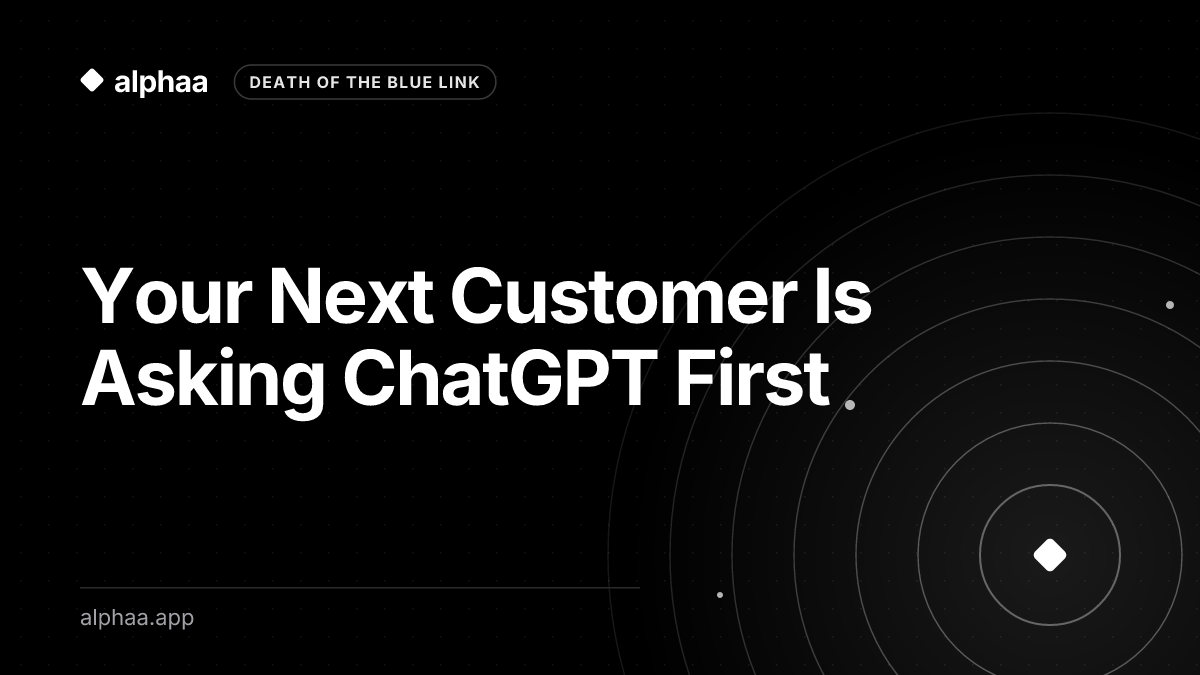 alphaa
DEATH OF THE BLUE LINK
Your Next Customer Is
Asking ChatGPT First
alphaa.app